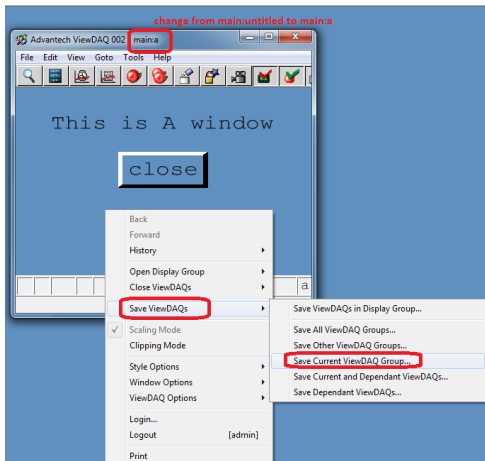 change from main:untitled to main:a
Advantech ViewDAQ 002 main:a
File Edit View Goto Tools Help
This is A window
close
Back
Forward
History
Open Display Group
Close ViewDAQs
a
Save ViewDAQs
Save ViewDAQs in Display Group...
Scaling Mode
Save All ViewDAQ Groups...
Clipping Mode
Save Other ViewDAQ Groups...
Save Current ViewDAQ Group...
Style Options
Save Current and Dependant ViewDAQs...
Window Options
Save Dependant ViewDAQs...
ViewDAQ Options
Login...
Logout [admin]
Print